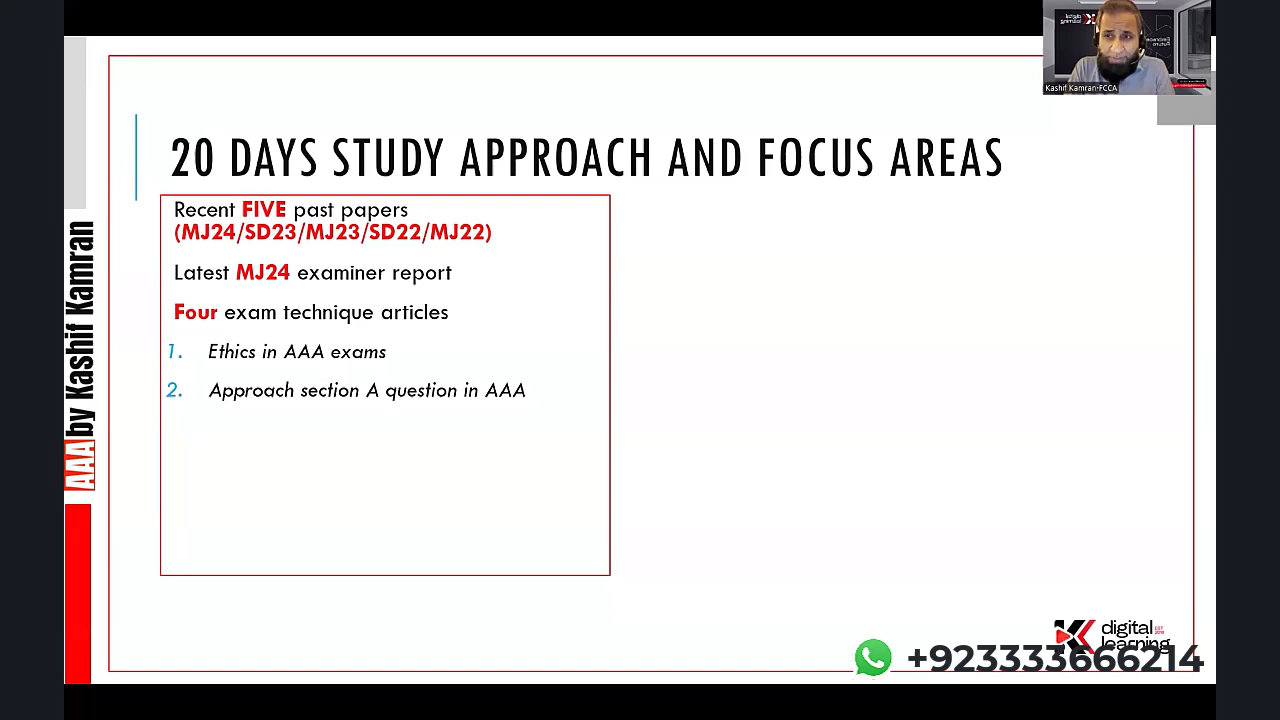 20 DAYS STUDY APPROACH AND FOCUS AREAS
Recent FIVE past papers
(MJ24/SD23/MJ23/SD22/MJ22)
Latest MJ24 examiner report
Four exam technique articles
1. Ethics in AAA exams
2. Approach section A question in AAA
AAA by Kashif Kamran
Kashif Kamran-FCCA
digital
learning
+923333666214